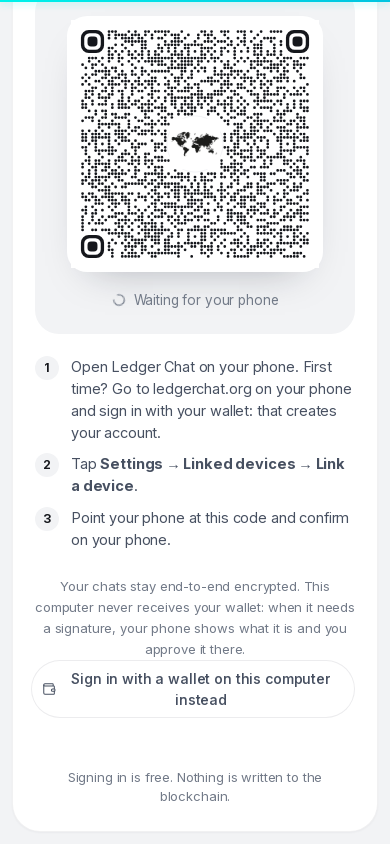 Waiting for your phone
1 Open Ledger Chat on your phone. First
time? Go to ledgerchat.org on your phone
and sign in with your wallet: that creates
your account.
2 Tap Settings → Linked devices → Link
a device.
3 Point your phone at this code and confirm
on your phone.
Your chats stay end-to-end encrypted. This
computer never receives your wallet: when it needs
a signature, your phone shows what it is and you
approve it there.
Sign in with a wallet on this computer
instead
Signing in is free. Nothing is written to the
blockchain.